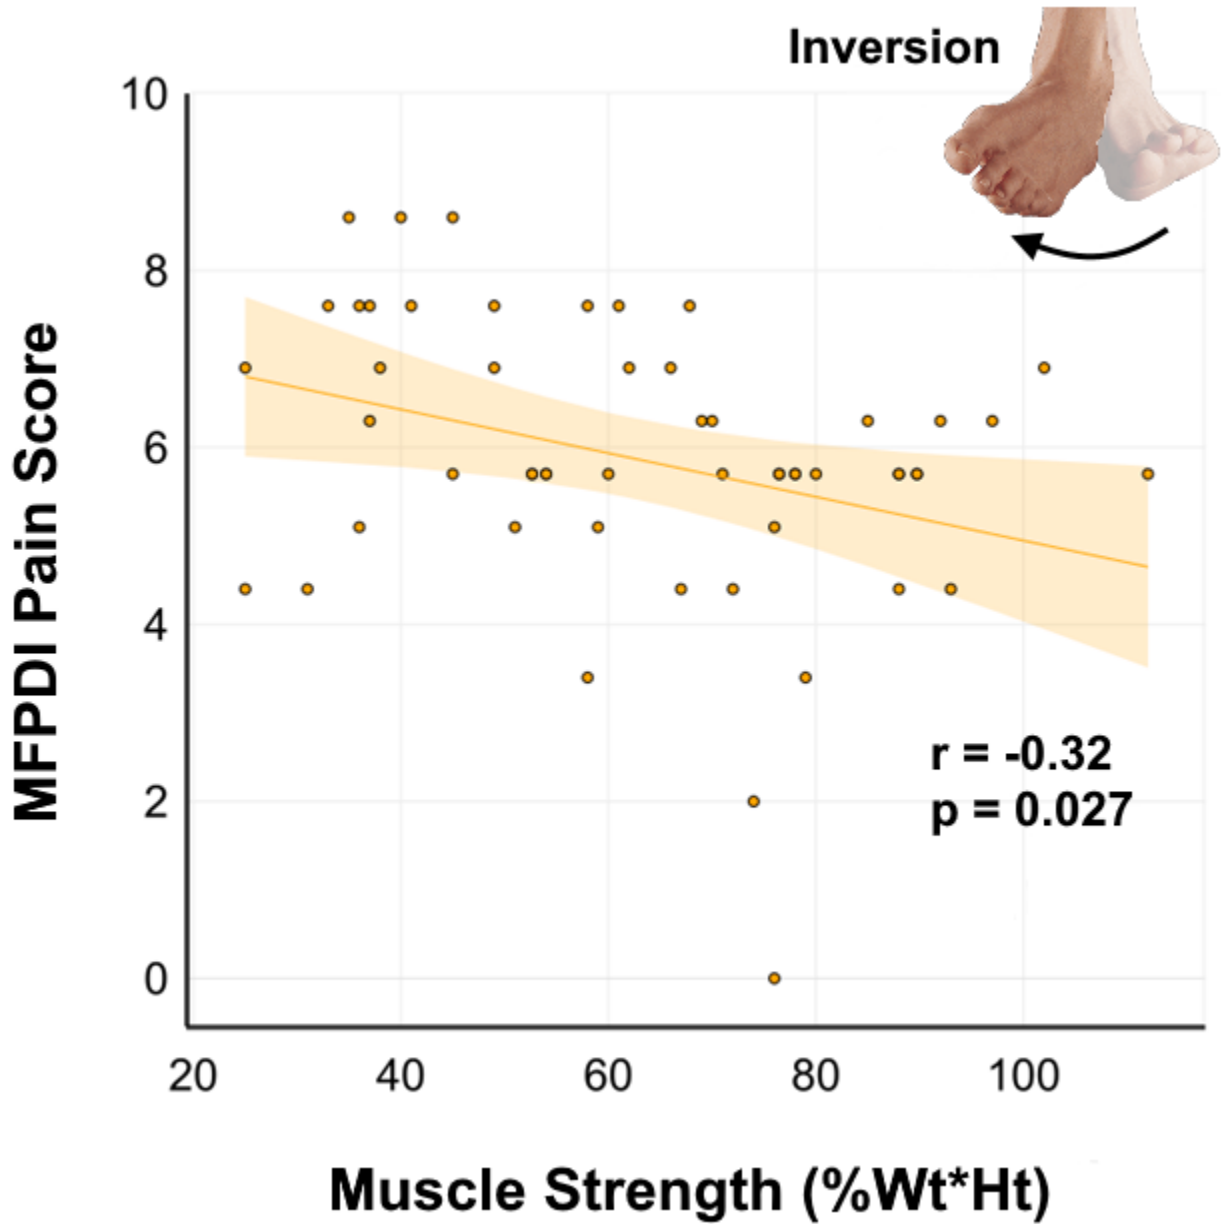 Inversion
10
8
6
4
2
0
MFPDI Pain Score
r = -0.32
p = 0.027
20 40 60 80 100
Muscle Strength (%Wt*Ht)